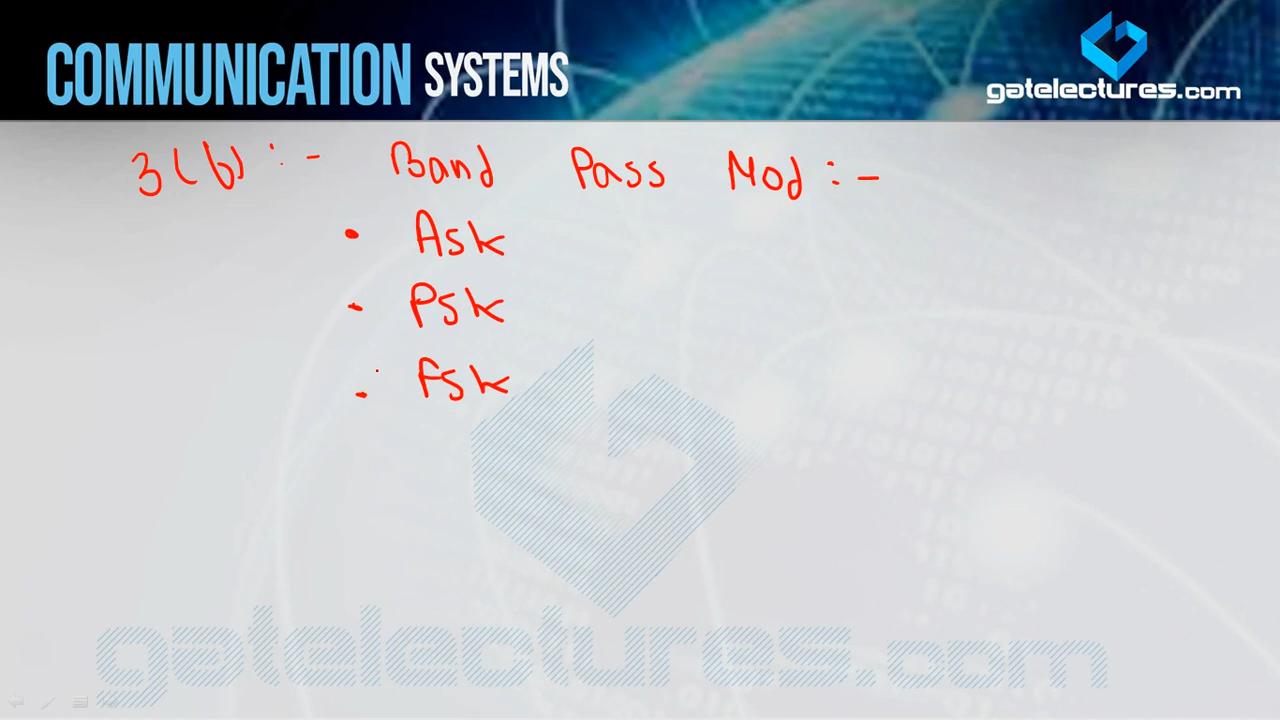 COMMUNICATION SYSTEMS
gatelectures.com
3(b) :- Band Pass Mod :-
• Ask
• Psk
• Fsk
gatelectures.com